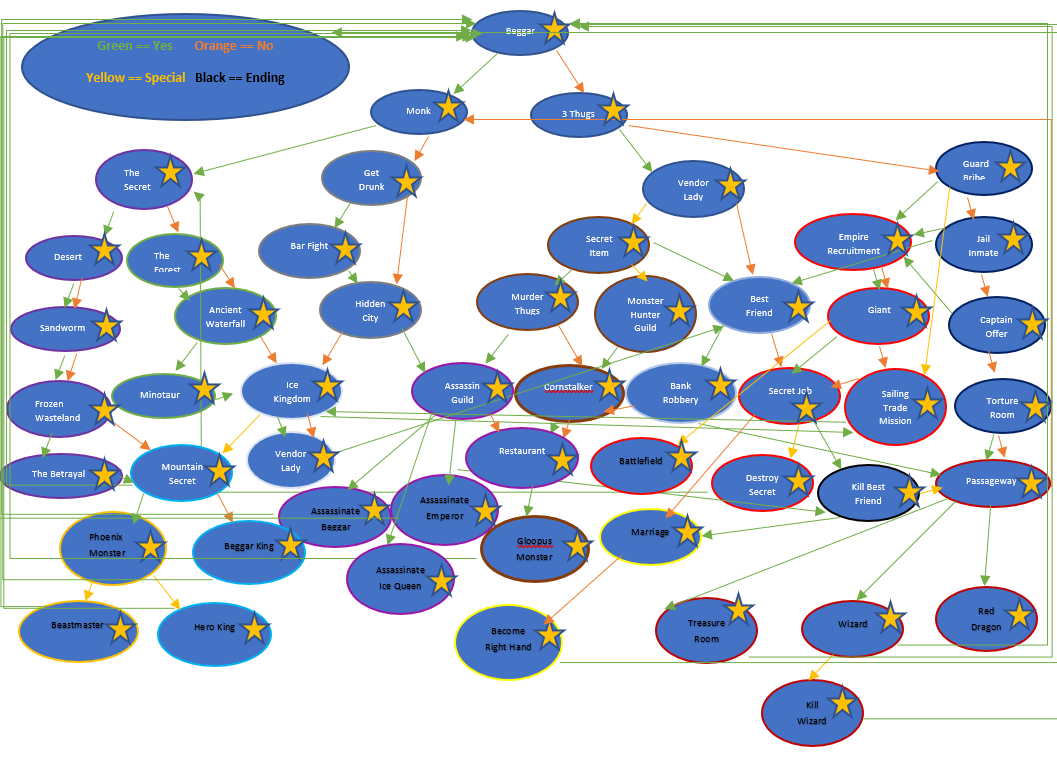 Beggar
Green == Yes Orange == No
Yellow == Special Black == Ending
Monk
3 Thugs
The
Secret
Get
Drunk
Vendor
Lady
Guard
Bribe
Desert
The
Forest
Bar Fight
Secret
Item
Empire
Recruitment
Jail
Inmate
Sandworm
Ancient
Waterfall
Hidden
City
Murder
Thugs
Monster
Hunter
Guild
Best
Friend
Giant
Captain
Offer
Frozen
Wasteland
Minotaur
Ice
Kingdom
Assassin
Guild
Cornstalker
Bank
Robbery
Secret Job
Sailing
Trade
Mission
Torture
Room
The Betrayal
Mountain
Secret
Vendor
Lady
Restaurant
Battlefield
Destroy
Secret
Kill Best
Friend
Passageway
Assassinate
Beggar
Assassinate
Emperor
Phoenix
Monster
Beggar King
Assassinate
Ice Queen
Gloopus
Monster
Marriage
Beastmaster
Hero King
Become
Right Hand
Treasure
Room
Wizard
Red
Dragon
Kill
Wizard